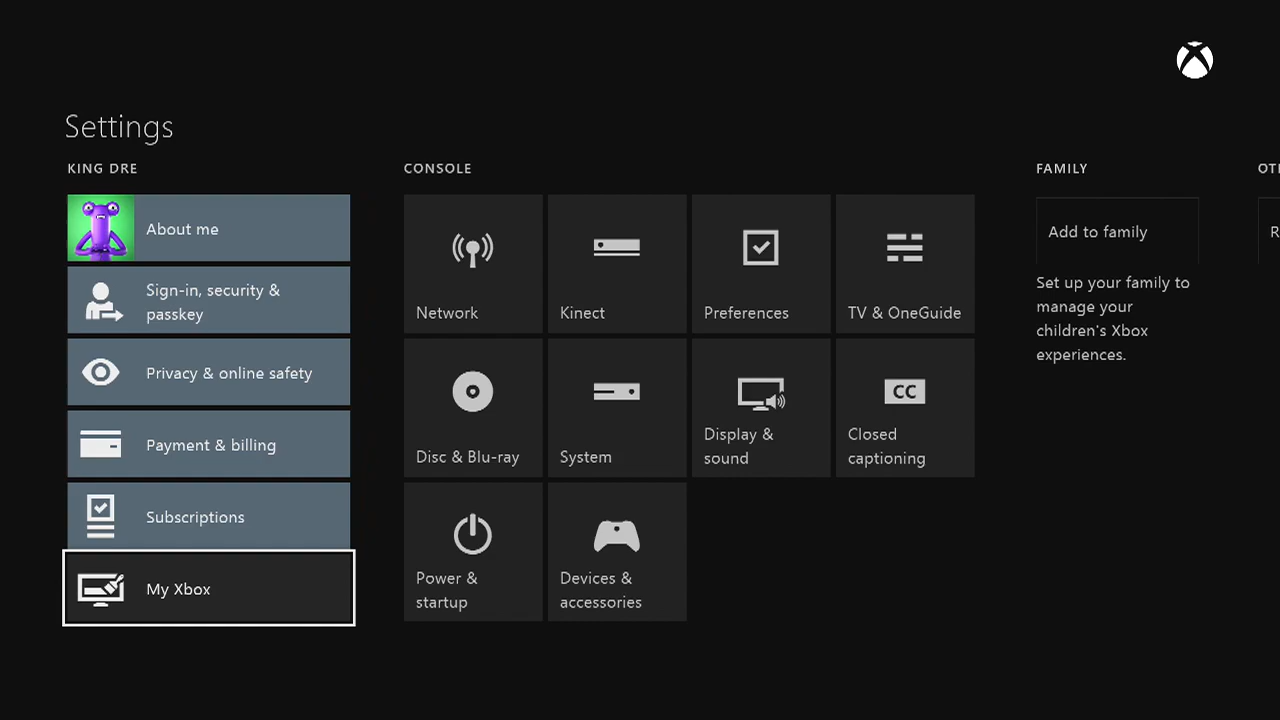 Settings
KING DRE
About me
Sign-in, security &
passkey
Privacy & online safety
Payment & billing
Subscriptions
My Xbox
CONSOLE
Network
Kinect
Preferences
TV & OneGuide
Disc & Blu-ray
System
Display &
sound
CC
Closed
captioning
Power &
startup
Devices &
accessories
FAMILY
Add to family
Set up your family to
manage your
children's Xbox
experiences.